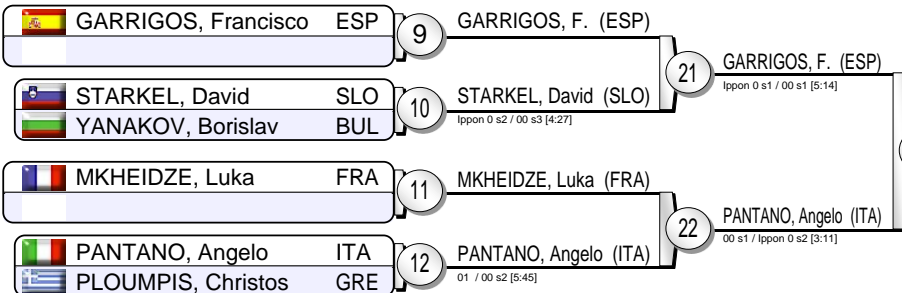 GARRIGOS, Francisco ESP
9
GARRIGOS, F. (ESP)
STARKEL, David SLO
YANAKOV, Borislav BUL
10
STARKEL, David (SLO)
Ippon 0 s2 / 00 s3 [4:27]
21
GARRIGOS, F. (ESP)
Ippon 0 s1 / 00 s1 [5:14]
MKHEIDZE, Luka FRA
11
MKHEIDZE, Luka (FRA)
PANTANO, Angelo ITA
PLOUMPIS, Christos GRE
12
PANTANO, Angelo (ITA)
01 / 00 s2 [5:45]
22
PANTANO, Angelo (ITA)
00 s1 / Ippon 0 s2 [3:11]